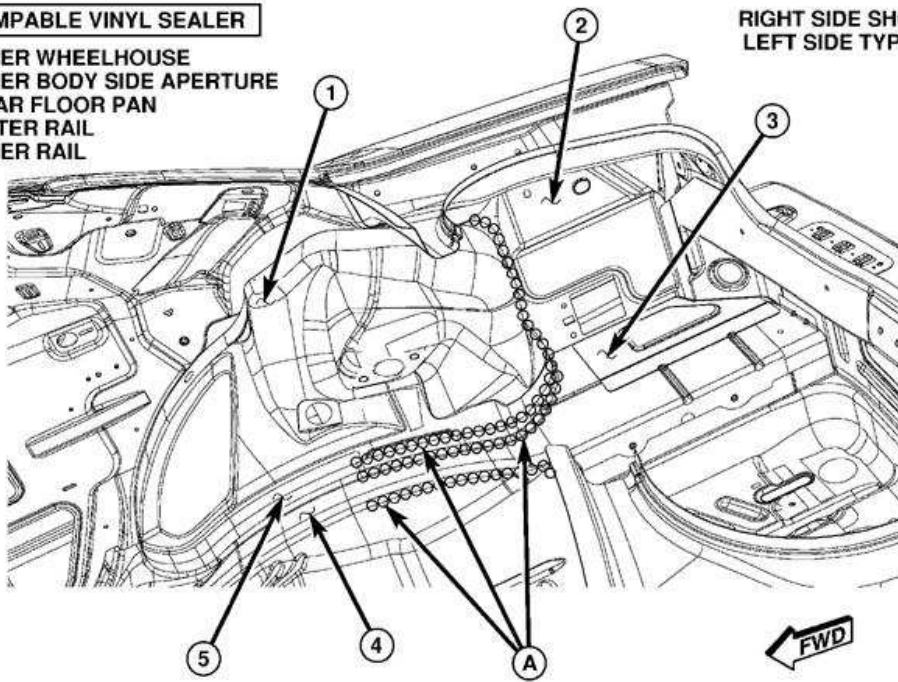 MPABLE VINYL SEALER
ER WHEELHOUSE
ER BODY SIDE APERTURE
AR FLOOR PAN
TER RAIL
ER RAIL
RIGHT SIDE SH
LEFT SIDE TYP
1
2
3
4
5
A
FWD